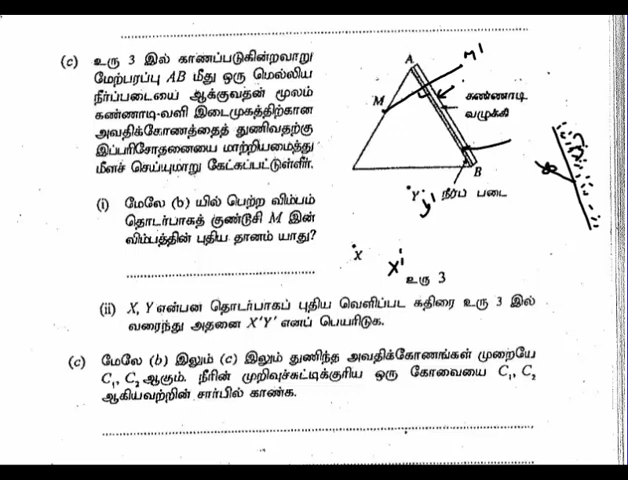 (c) உரு 3 இல் காணப்படுகின்றவாறு
மேற்பரப்பு AB மீது ஒரு மெல்லிய
நீர்ப்படையை ஆக்குவதன் மூலம்
கண்ணாடி-வளி இடைமுகத்திற்கான
அவதிக்கோணத்தைத் துணிவதற்கு
இப்பரிசோதனையை மாற்றியமைத்து
மீளச் செய்யுமாறு கேட்கப்பட்டுள்ளீர்.
(i) மேலே (b) யில் பெற்ற விம்பம்
தொடர்பாகத் குண்டூசி M இன்
விம்பத்தின் புதிய தானம் யாது?
A
M'
M
கண்ணாடி
வழுக்கி
B
Y
y'
நீர்ப் படை
X
X'
உரு 3
(ii) X, Y என்பன தொடர்பாகப் புதிய வெளிப்பட கதிரை உரு 3 இல்
வரைந்து அதனை X'Y' எனப் பெயரிடுக.
(c) மேலே (b) இலும் (c) இலும் துணிந்த அவதிக்கோணங்கள் முறையே
C₁, C₂ ஆகும். நீரின் முறிவுச்சுட்டிக்குரிய ஒரு கோவையை C₁, C₂
ஆகியவற்றின் சார்பில் காண்க.